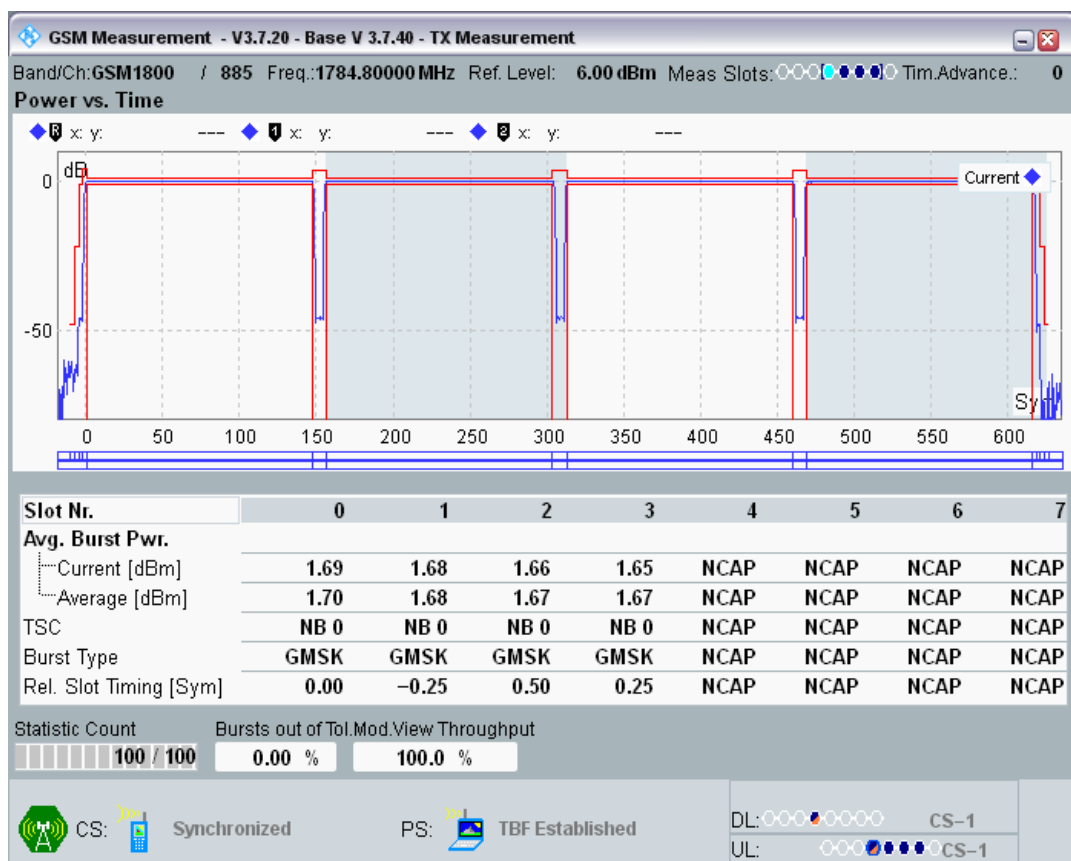 GSM Measurement - V3.7.20 - Base V 3.7.40 - TX Measurement
Band/Ch:GSM1800 / 885 Freq.:1784.80000 MHz Ref. Level: 6.00 dBm Meas Slots: Tim.Advance.: 0
Power vs. Time
R x: y: --- 1 x: y: --- 2 x: y: ---
dB
0
Current
-50
Sy
0 50 100 150 200 250 300 350 400 450 500 550 600
Slot Nr. 0 1 2 3 4 5 6 7
Avg. Burst Pwr.
Current [dBm] 1.69 1.68 1.66 1.65 NCAP NCAP NCAP NCAP
Average [dBm] 1.70 1.68 1.67 1.67 NCAP NCAP NCAP NCAP
TSC NB 0 NB 0 NB 0 NB 0 NCAP NCAP NCAP NCAP
Burst Type GMSK GMSK GMSK GMSK NCAP NCAP NCAP NCAP
Rel. Slot Timing [Sym] 0.00 −0.25 0.50 0.25 NCAP NCAP NCAP NCAP
Statistic Count Bursts out of Tol.Mod.View Throughput
100 / 100 0.00 % 100.0 %
CS: Synchronized PS: TBF Established
DL: CS−1
UL: CS−1